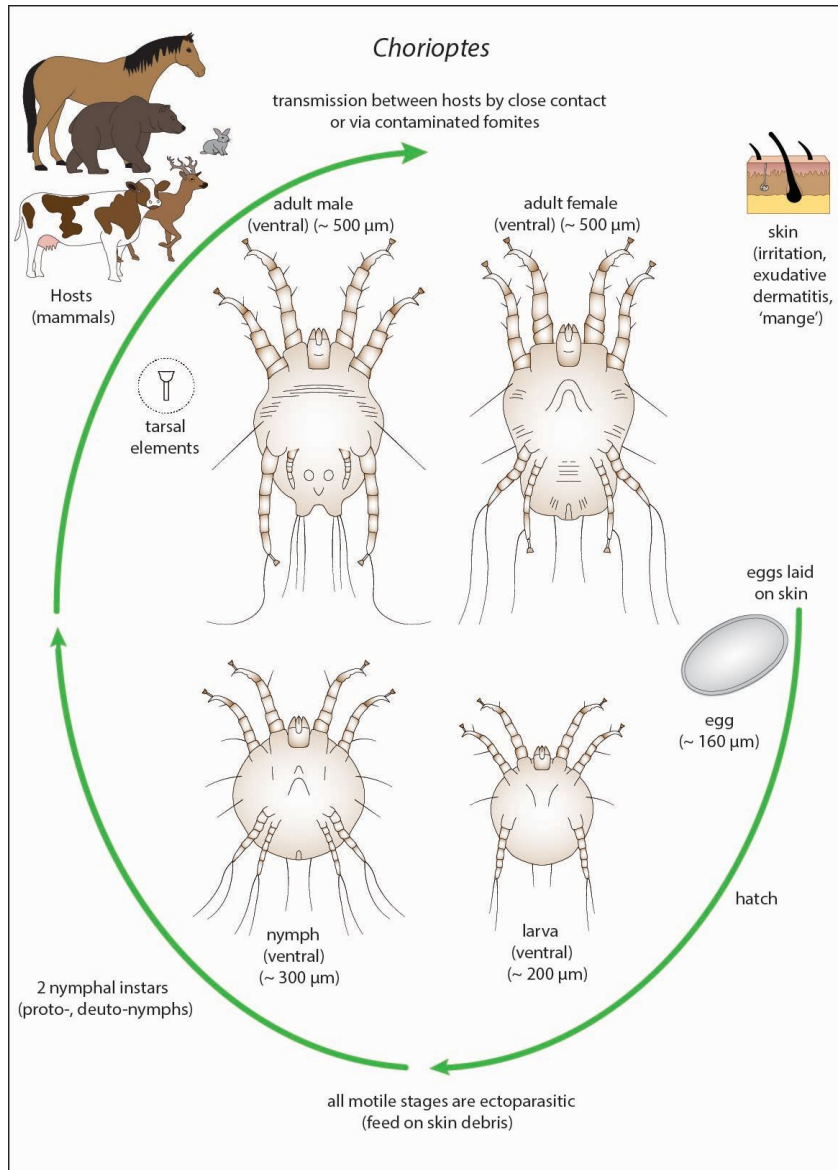 Chorioptes
transmission between hosts by close contact
or via contaminated fomites
Hosts
(mammals)
adult male
(ventral) (~ 500 µm)
adult female
(ventral) (~ 500 µm)
skin
(irritation,
exudative
dermatitis,
‘mange’)
tarsal
elements
eggs laid
on skin
egg
(~ 160 µm)
hatch
larva
(ventral)
(~ 200 µm)
nymph
(ventral)
(~ 300 µm)
2 nymphal instars
(proto-, deuto-nymphs)
all motile stages are ectoparasitic
(feed on skin debris)